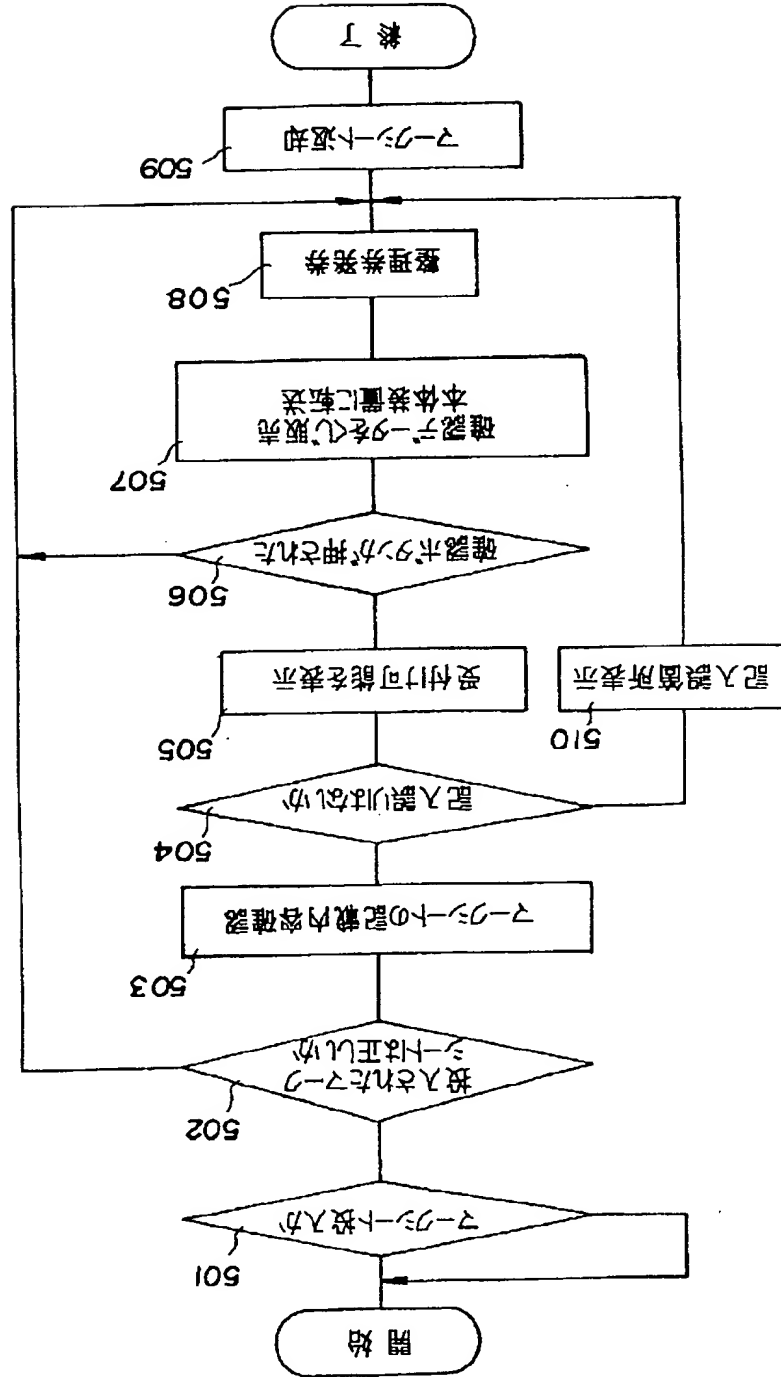 開始
501
マークシート投入か
502
投入されたマーク
シートは正しいか
503
マークシートの記載内容確認
504
記入誤りはないか
505
受付け可能を表示
510
記入誤箇所表示
506
確認ボタンが押された
507
確認データをくじ販売
本体装置に転送
508
整理券発券
509
マークシート返却
終了